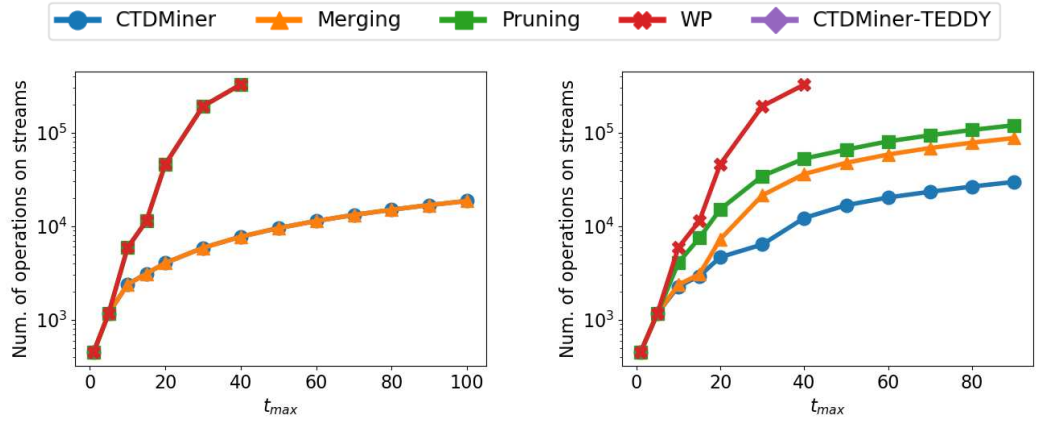 CTDMiner Merging Pruning WP CTDMiner-TEDDY
Num. of operations on streams
10^5
10^4
10^3
0 20 40 60 80 100
t_max
Num. of operations on streams
10^5
10^4
10^3
0 20 40 60 80
t_max